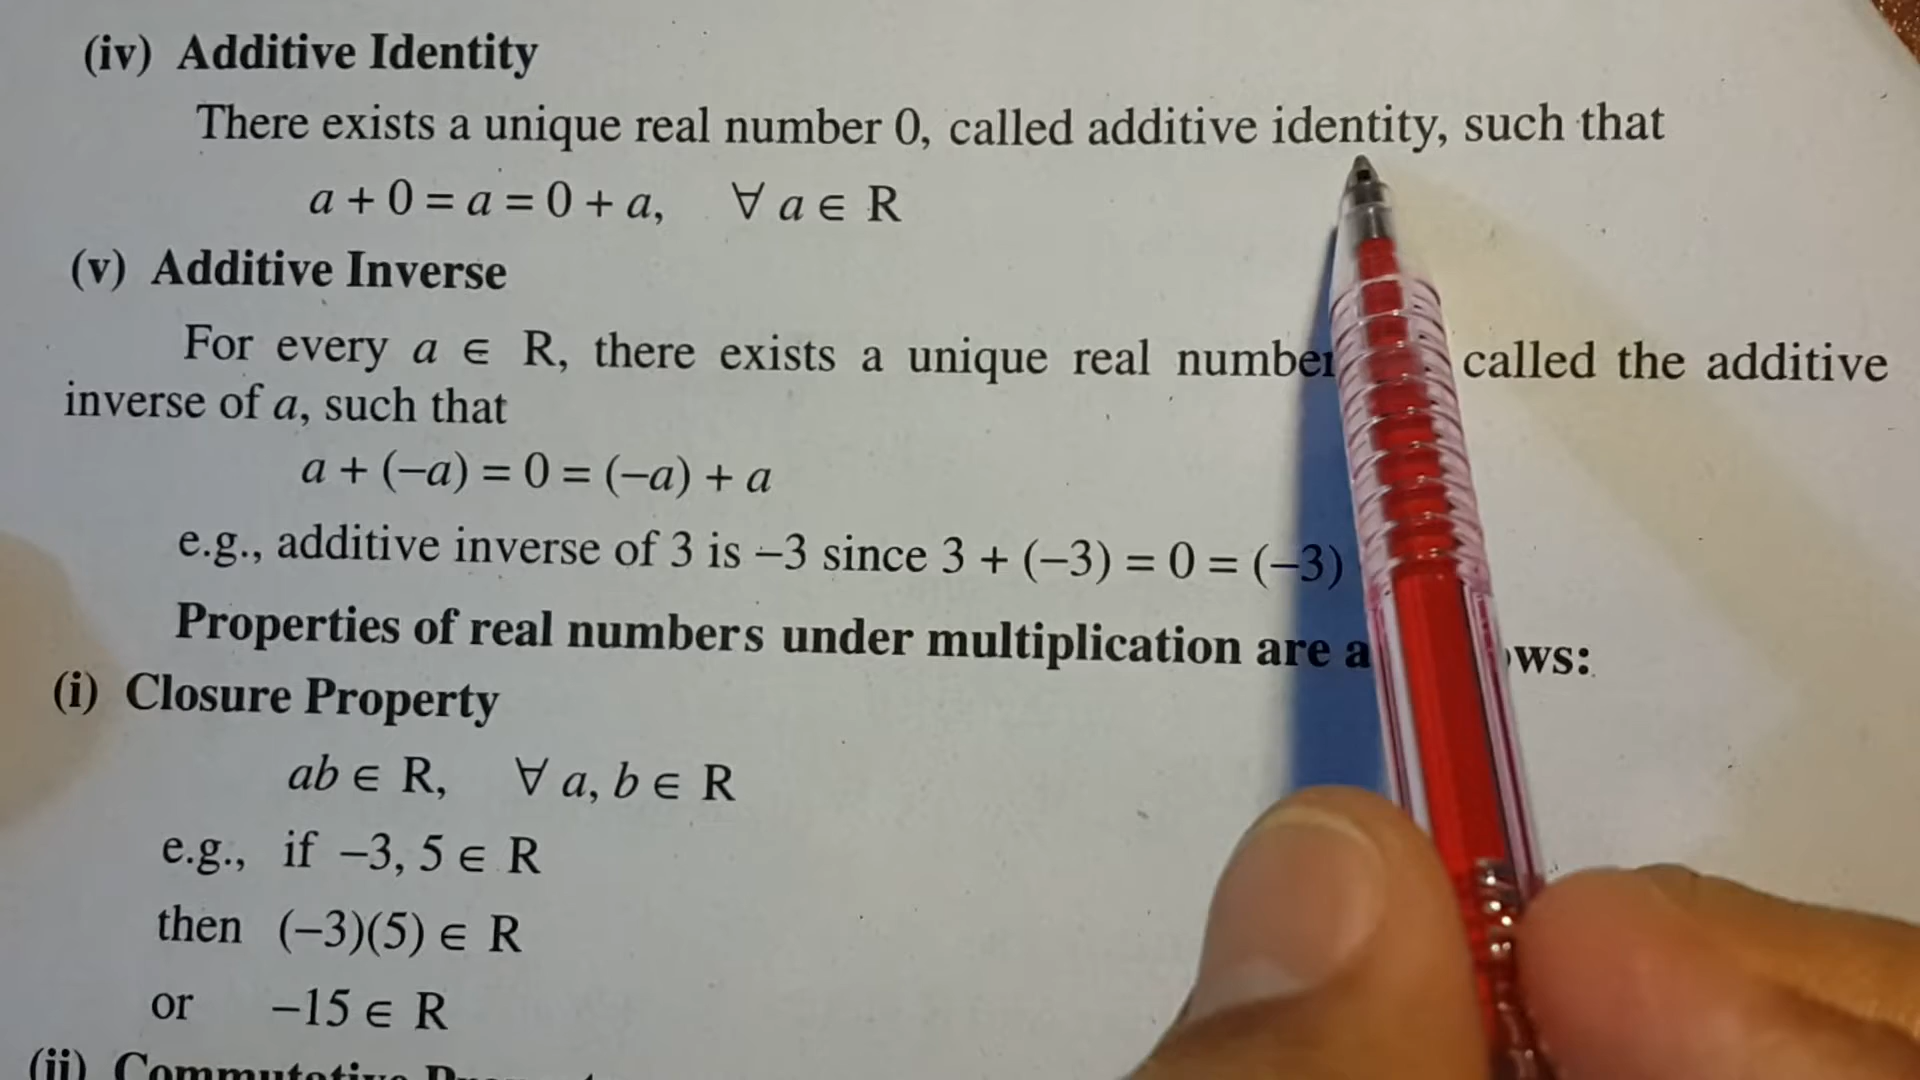 (iv) Additive Identity
There exists a unique real number 0, called additive identity, such that
a + 0 = a = 0 + a, ∀ a ∈ R
(v) Additive Inverse
For every a ∈ R, there exists a unique real number called the additive
inverse of a, such that
a + (−a) = 0 = (−a) + a
e.g., additive inverse of 3 is −3 since 3 + (−3) = 0 = (−3)
Properties of real numbers under multiplication are
(i) Closure Property
ab ∈ R, ∀ a, b ∈ R
e.g., if −3, 5 ∈ R
then (−3)(5) ∈ R
or −15 ∈ R
(ii) Commutative